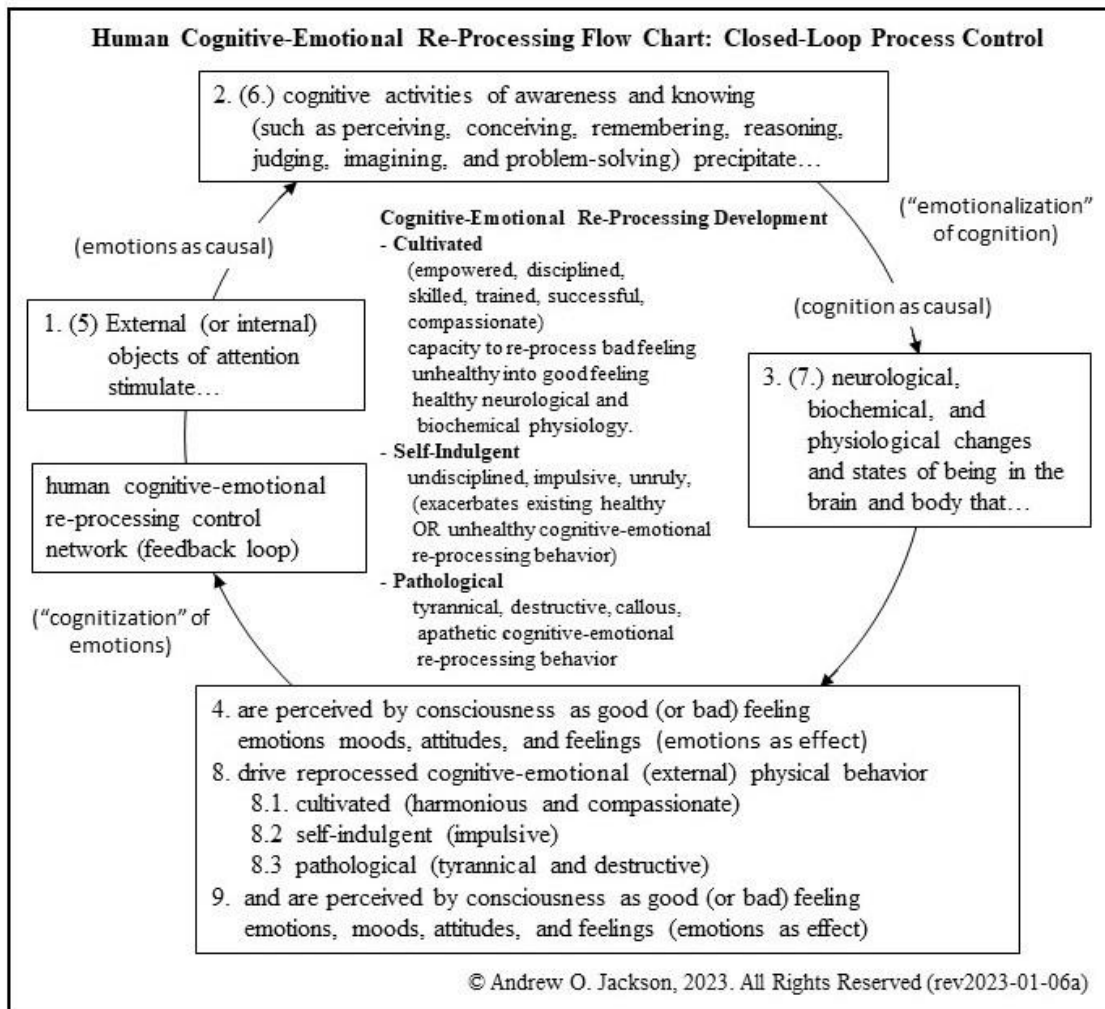 Human Cognitive-Emotional Re-Processing Flow Chart: Closed-Loop Process Control
2. (6.) cognitive activities of awareness and knowing
(such as perceiving, conceiving, remembering, reasoning,
judging, imagining, and problem-solving) precipitate…
(“emotionalization”
of cognition)
(cognition as causal)
3. (7.) neurological,
biochemical, and
physiological changes
and states of being in the
brain and body that…
4. are perceived by consciousness as good (or bad) feeling
emotions moods, attitudes, and feelings (emotions as effect)
8. drive reprocessed cognitive-emotional (external) physical behavior
8.1. cultivated (harmonious and compassionate)
8.2 self-indulgent (impulsive)
8.3 pathological (tyrannical and destructive)
9. and are perceived by consciousness as good (or bad) feeling
emotions, moods, attitudes, and feelings (emotions as effect)
(“cognitization” of
emotions)
human cognitive-emotional
re-processing control
network (feedback loop)
1. (5) External (or internal)
objects of attention
stimulate…
(emotions as causal)
Cognitive-Emotional Re-Processing Development
- Cultivated
(empowered, disciplined,
skilled, trained, successful,
compassionate)
capacity to re-process bad feeling
unhealthy into good feeling
healthy neurological and
biochemical physiology.
- Self-Indulgent
undisciplined, impulsive, unruly,
(exacerbates existing healthy
OR unhealthy cognitive-emotional
re-processing behavior)
- Pathological
tyrannical, destructive, callous,
apathetic cognitive-emotional
re-processing behavior
© Andrew O. Jackson, 2023. All Rights Reserved (rev2023-01-06a)